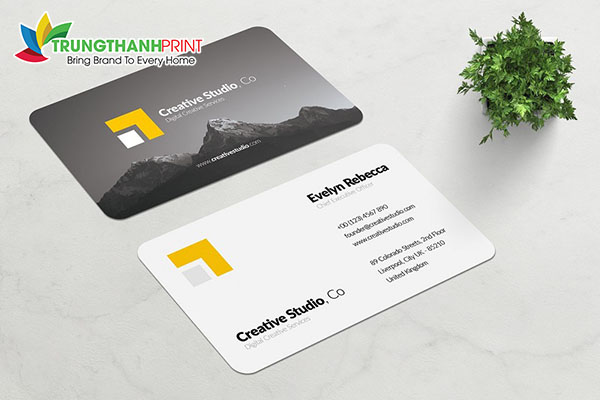 TRUNGTHANHPRINT
Bring Brand To Every Home
Creative Studio, Co
Digital Creative Services
www.creativestudio.com
Evelyn Rebecca
Chief Executive Officer
+00 (123) 4567 890
founder@creativestudio.com
www.creativestudio.com
89 Colorado Streets, 2nd Floor
Liverpool, City UK - 85210
United Kingdom
Creative Studio, Co
Digital Creative Services